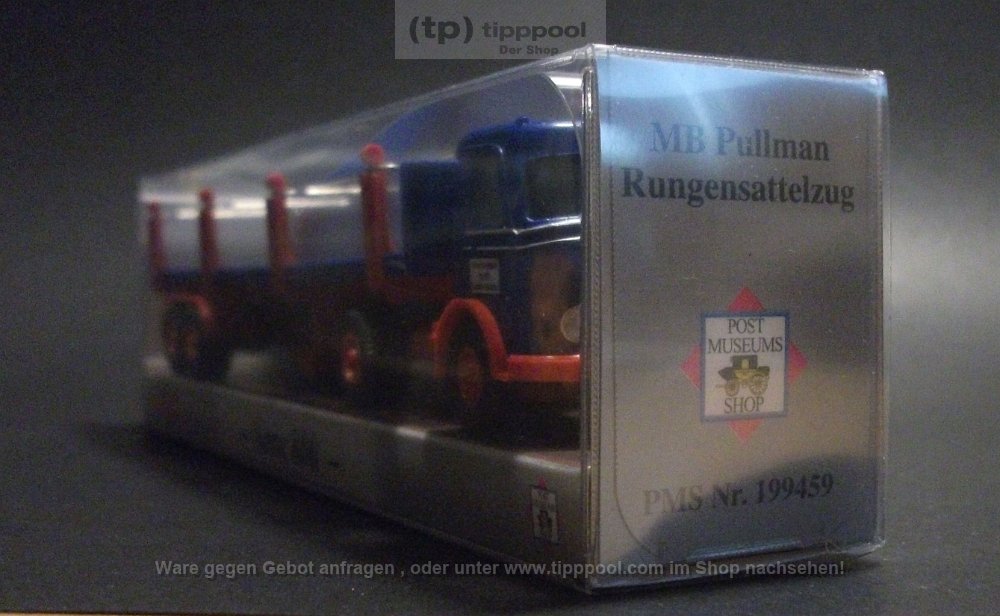 (tp) tipppool
Der Shop
MB Pullman
Rungensattelzug
POST
MUSEUMS
SHOP
PMS Nr. 199459
Ware gegen Gebot anfragen , oder unter www.tipppool.com im Shop nachsehen!